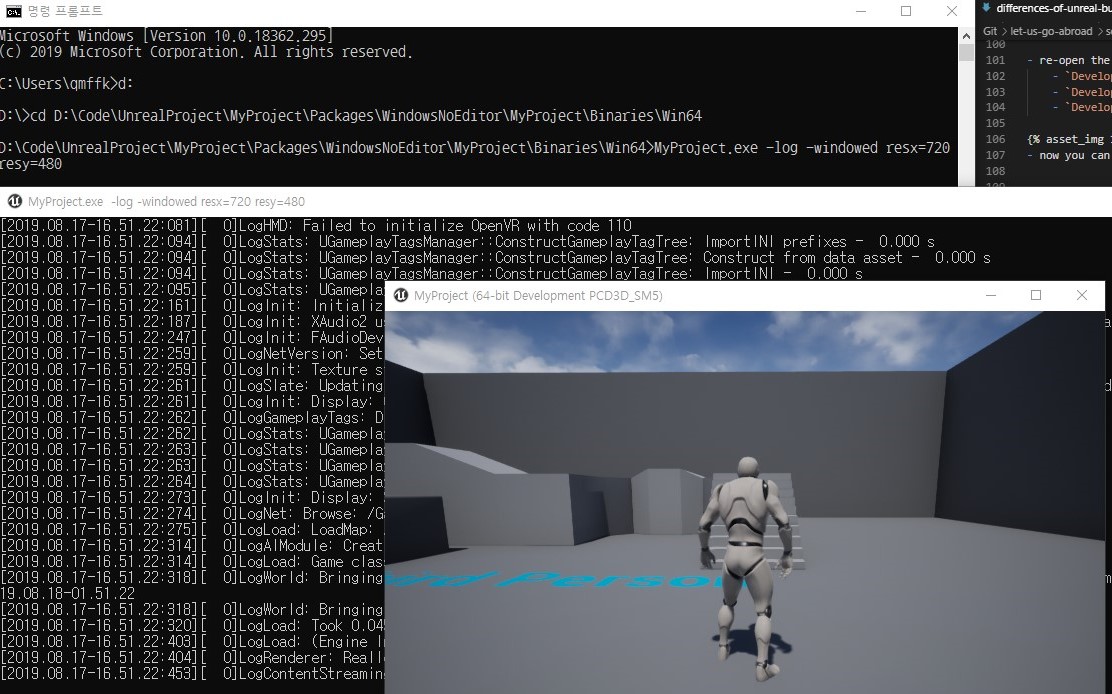 명령 프롬프트
Microsoft Windows [Version 10.0.18362.295]
(c) 2019 Microsoft Corporation. All rights reserved.
C:\Users\qmffk>d:
D:\>cd D:\Code\UnrealProject\MyProject\Packages\WindowsNoEditor\MyProject\Binaries\Win64
D:\Code\UnrealProject\MyProject\Packages\WindowsNoEditor\MyProject\Binaries\Win64>MyProject.exe -log -windowed resx=720
resy=480
differences-of-unreal-bu
Git > let-us-go-abroad > s
100
101 - re-open the
102 - `Develo
103 - `Develo
104 - `Develo
105
106 {% asset_img
107 - now you can
108
MyProject.exe -log -windowed resx=720 resy=480
[2019.08.17-16.51.22:081][  0]LogHMD: Failed to initialize OpenVR with code 110
[2019.08.17-16.51.22:094][  0]LogStats: UGameplayTagsManager::ConstructGameplayTagTree: ImportINI prefixes -  0.000 s
[2019.08.17-16.51.22:094][  0]LogStats: UGameplayTagsManager::ConstructGameplayTagTree: Construct from data asset -  0.000 s
[2019.08.17-16.51.22:094][  0]LogStats: UGameplayTagsManager::ConstructGameplayTagTree: ImportINI -  0.000 s
[2019.08.17-16.51.22:095][  0]LogStats: UGamepla
[2019.08.17-16.51.22:161][  0]LogInit: Initializ
[2019.08.17-16.51.22:187][  0]LogInit: XAudio2 u
[2019.08.17-16.51.22:247][  0]LogInit: FAudioDev
[2019.08.17-16.51.22:259][  0]LogNetVersion: Set
[2019.08.17-16.51.22:259][  0]LogInit: Texture s
[2019.08.17-16.51.22:261][  0]LogSlate: Updating
[2019.08.17-16.51.22:261][  0]LogInit: Display:
[2019.08.17-16.51.22:262][  0]LogGameplayTags: D
[2019.08.17-16.51.22:262][  0]LogStats: UGamepla
[2019.08.17-16.51.22:263][  0]LogStats: UGamepla
[2019.08.17-16.51.22:263][  0]LogStats: UGamepla
[2019.08.17-16.51.22:264][  0]LogStats: UGamepla
[2019.08.17-16.51.22:273][  0]LogInit: Display:
[2019.08.17-16.51.22:274][  0]LogNet: Browse: /G
[2019.08.17-16.51.22:275][  0]LogLoad: LoadMap:
[2019.08.17-16.51.22:314][  0]LogAIModule: Creat
[2019.08.17-16.51.22:314][  0]LogLoad: Game clas
[2019.08.17-16.51.22:318][  0]LogWorld: Bringing
19.08.18-01.51.22
[2019.08.17-16.51.22:318][  0]LogWorld: Bringing
[2019.08.17-16.51.22:320][  0]LogLoad: Took 0.04
[2019.08.17-16.51.22:403][  0]LogLoad: (Engine I
[2019.08.17-16.51.22:404][  0]LogRenderer: Reall
[2019.08.17-16.51.22:453][  0]LogContentStreamin
MyProject (64-bit Development PCD3D_SM5)